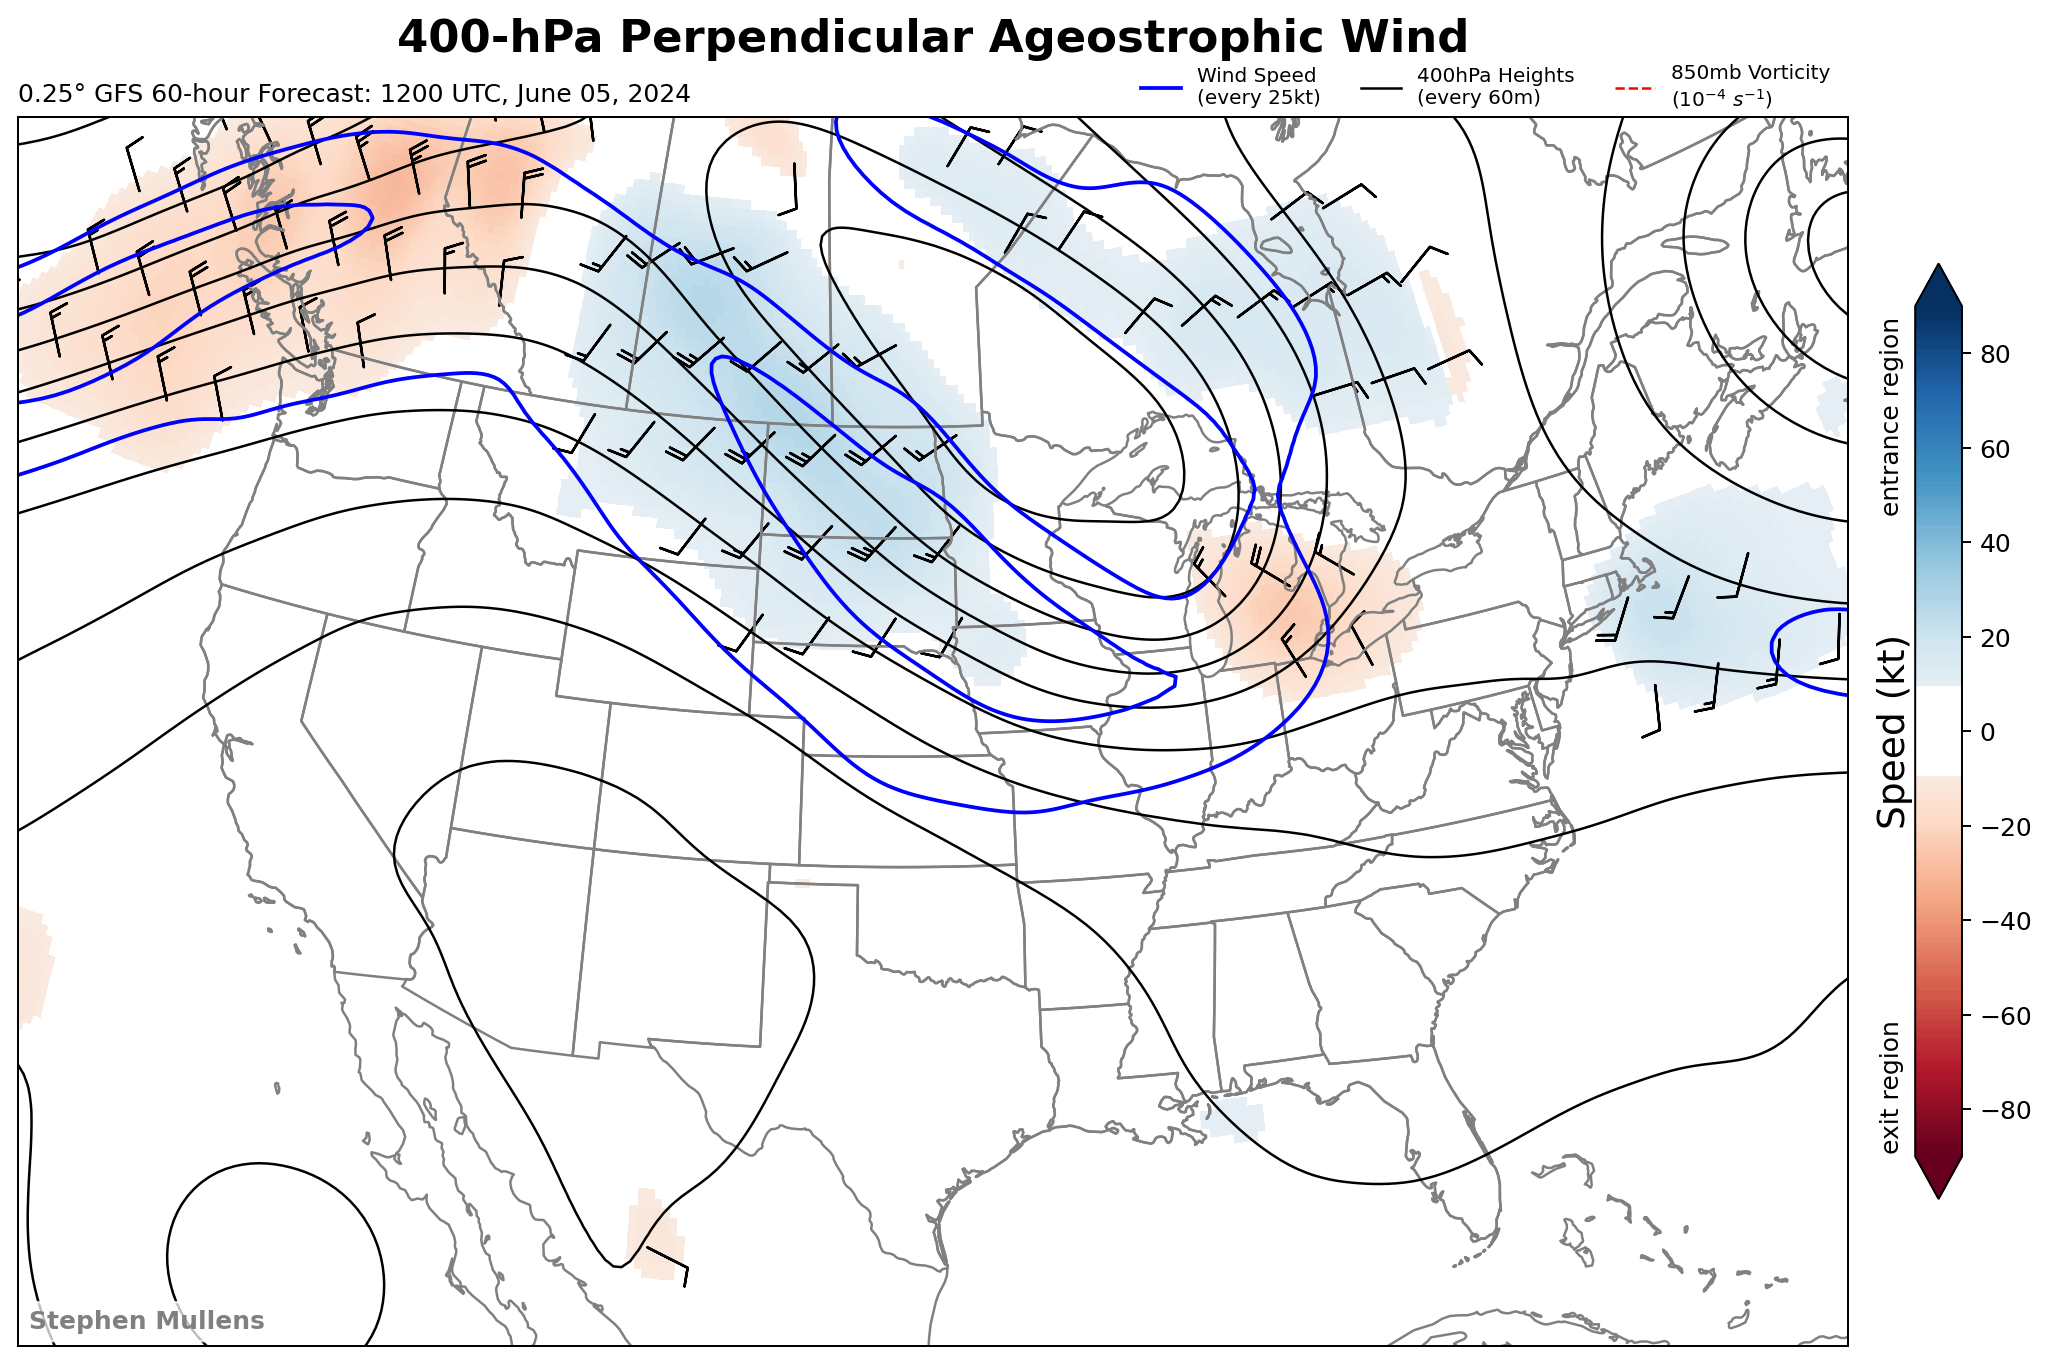 400-hPa Perpendicular Ageostrophic Wind
0.25° GFS 60-hour Forecast: 1200 UTC, June 05, 2024
Wind Speed
(every 25kt)
400hPa Heights
(every 60m)
850mb Vorticity
(10⁻⁴ s⁻¹)
entrance region
Speed (kt)
exit region
80
60
40
20
0
−20
−40
−60
−80
Stephen Mullens